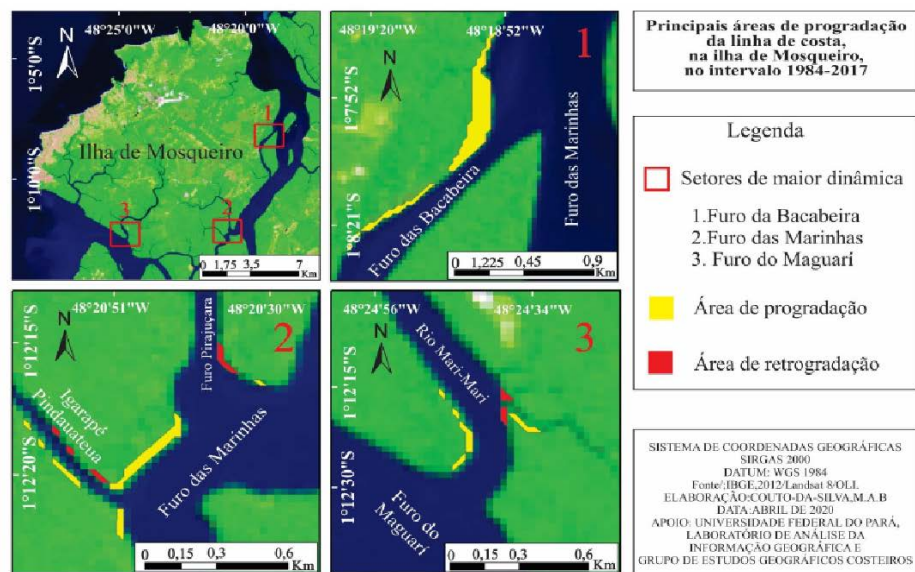 48°25'0"W
48°20'0"W
N
1°5'0"S
1°10'0"S
Ilha de Mosqueiro
1
2
3
0 1,75 3,5 7
Km
48°19'20"W
48°18'52"W
N
1
1°7'52"S
1°8'21"S
Furo das Bacabeira
Furo das Marinhas
0 1,225 0,45 0,9
Km
48°20'51"W
48°20'30"W
N
2
1°12'15"S
1°12'20"S
Furo Pirajuçara
Igarapé
Pindauateua
Furo das Marinhas
0 0,15 0,3 0,6
Km
48°24'56"W
48°24'34"W
N
3
1°12'15"S
1°12'30"S
Rio Mari-Mari
Furo do
Maguari
0 0,15 0,3 0,6
Km
Principais áreas de progradação
da linha de costa,
na ilha de Mosqueiro,
no intervalo 1984-2017
Legenda
Setores de maior dinâmica
1.Furo da Bacabeira
2.Furo das Marinhas
3. Furo do Maguari
Área de progradação
Área de retrogradação
SISTEMA DE COORDENADAS GEOGRÁFICAS
SIRGAS 2000
DATUM: WGS 1984
Fonte/:IBGE,2012/Landsat 8/OLI.
ELABORAÇÃO:COUTO-DA-SILVA,M.A.B
DATA:ABRIL DE 2020
APOIO: UNIVERSIDADE FEDERAL DO PARÁ,
LABORATÓRIO DE ANÁLISE DA
INFORMAÇÃO GEOGRÁFICA E
GRUPO DE ESTUDOS GEOGRÁFICOS COSTEIROS